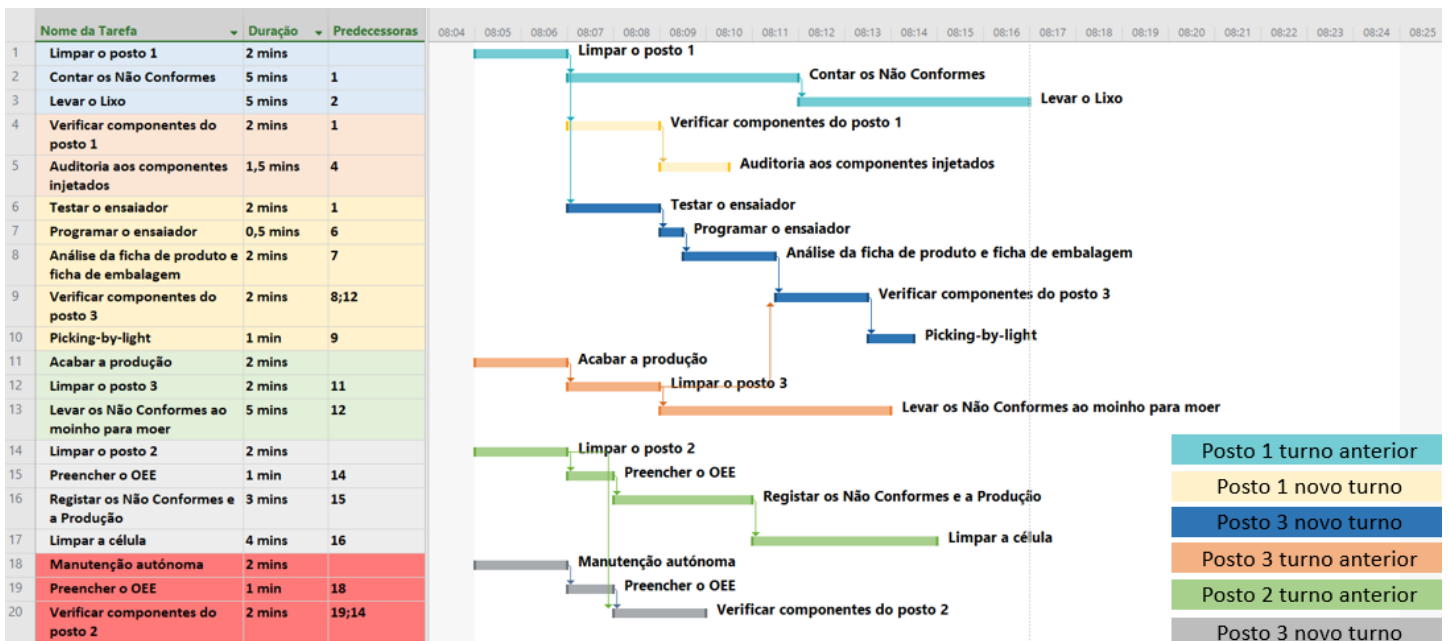 Nome da Tarefa Duração Predecessoras 08:04 08:05 08:06 08:07 08:08 08:09 08:10 08:11 08:12 08:13 08:14 08:15 08:16 08:17 08:18 08:19 08:20 08:21 08:22 08:23 08:24 08:25
1 Limpar o posto 1 2 mins Limpar o posto 1
2 Contar os Não Conformes 5 mins 1 Contar os Não Conformes
3 Levar o Lixo 5 mins 2 Levar o Lixo
4 Verificar componentes do 2 mins 1 Verificar componentes do posto 1
posto 1
5 Auditoria aos componentes 1,5 mins 4 Auditoria aos componentes injetados
injetados
6 Testar o ensaiador 2 mins 1 Testar o ensaiador
7 Programar o ensaiador 0,5 mins 6 Programar o ensaiador
8 Análise da ficha de produto e 2 mins 7 Análise da ficha de produto e ficha de embalagem
ficha de embalagem
9 Verificar componentes do 2 mins 8;12 Verificar componentes do posto 3
posto 3
10 Picking-by-light 1 min 9 Picking-by-light
11 Acabar a produção 2 mins Acabar a produção
12 Limpar o posto 3 2 mins 11 Limpar o posto 3
13 Levar os Não Conformes ao 5 mins 12 Levar os Não Conformes ao moinho para moer
moinho para moer
14 Limpar o posto 2 2 mins Limpar o posto 2
15 Preencher o OEE 1 min 14 Preencher o OEE
16 Registar os Não Conformes e 3 mins 15 Registar os Não Conformes e a Produção
a Produção
17 Limpar a célula 4 mins 16 Limpar a célula
18 Manutenção autónoma 2 mins Manutenção autónoma
19 Preencher o OEE 1 min 18 Preencher o OEE
20 Verificar componentes do 2 mins 19;14 Verificar componentes do posto 2
posto 2
Posto 1 turno anterior
Posto 1 novo turno
Posto 3 novo turno
Posto 3 turno anterior
Posto 2 turno anterior
Posto 3 novo turno